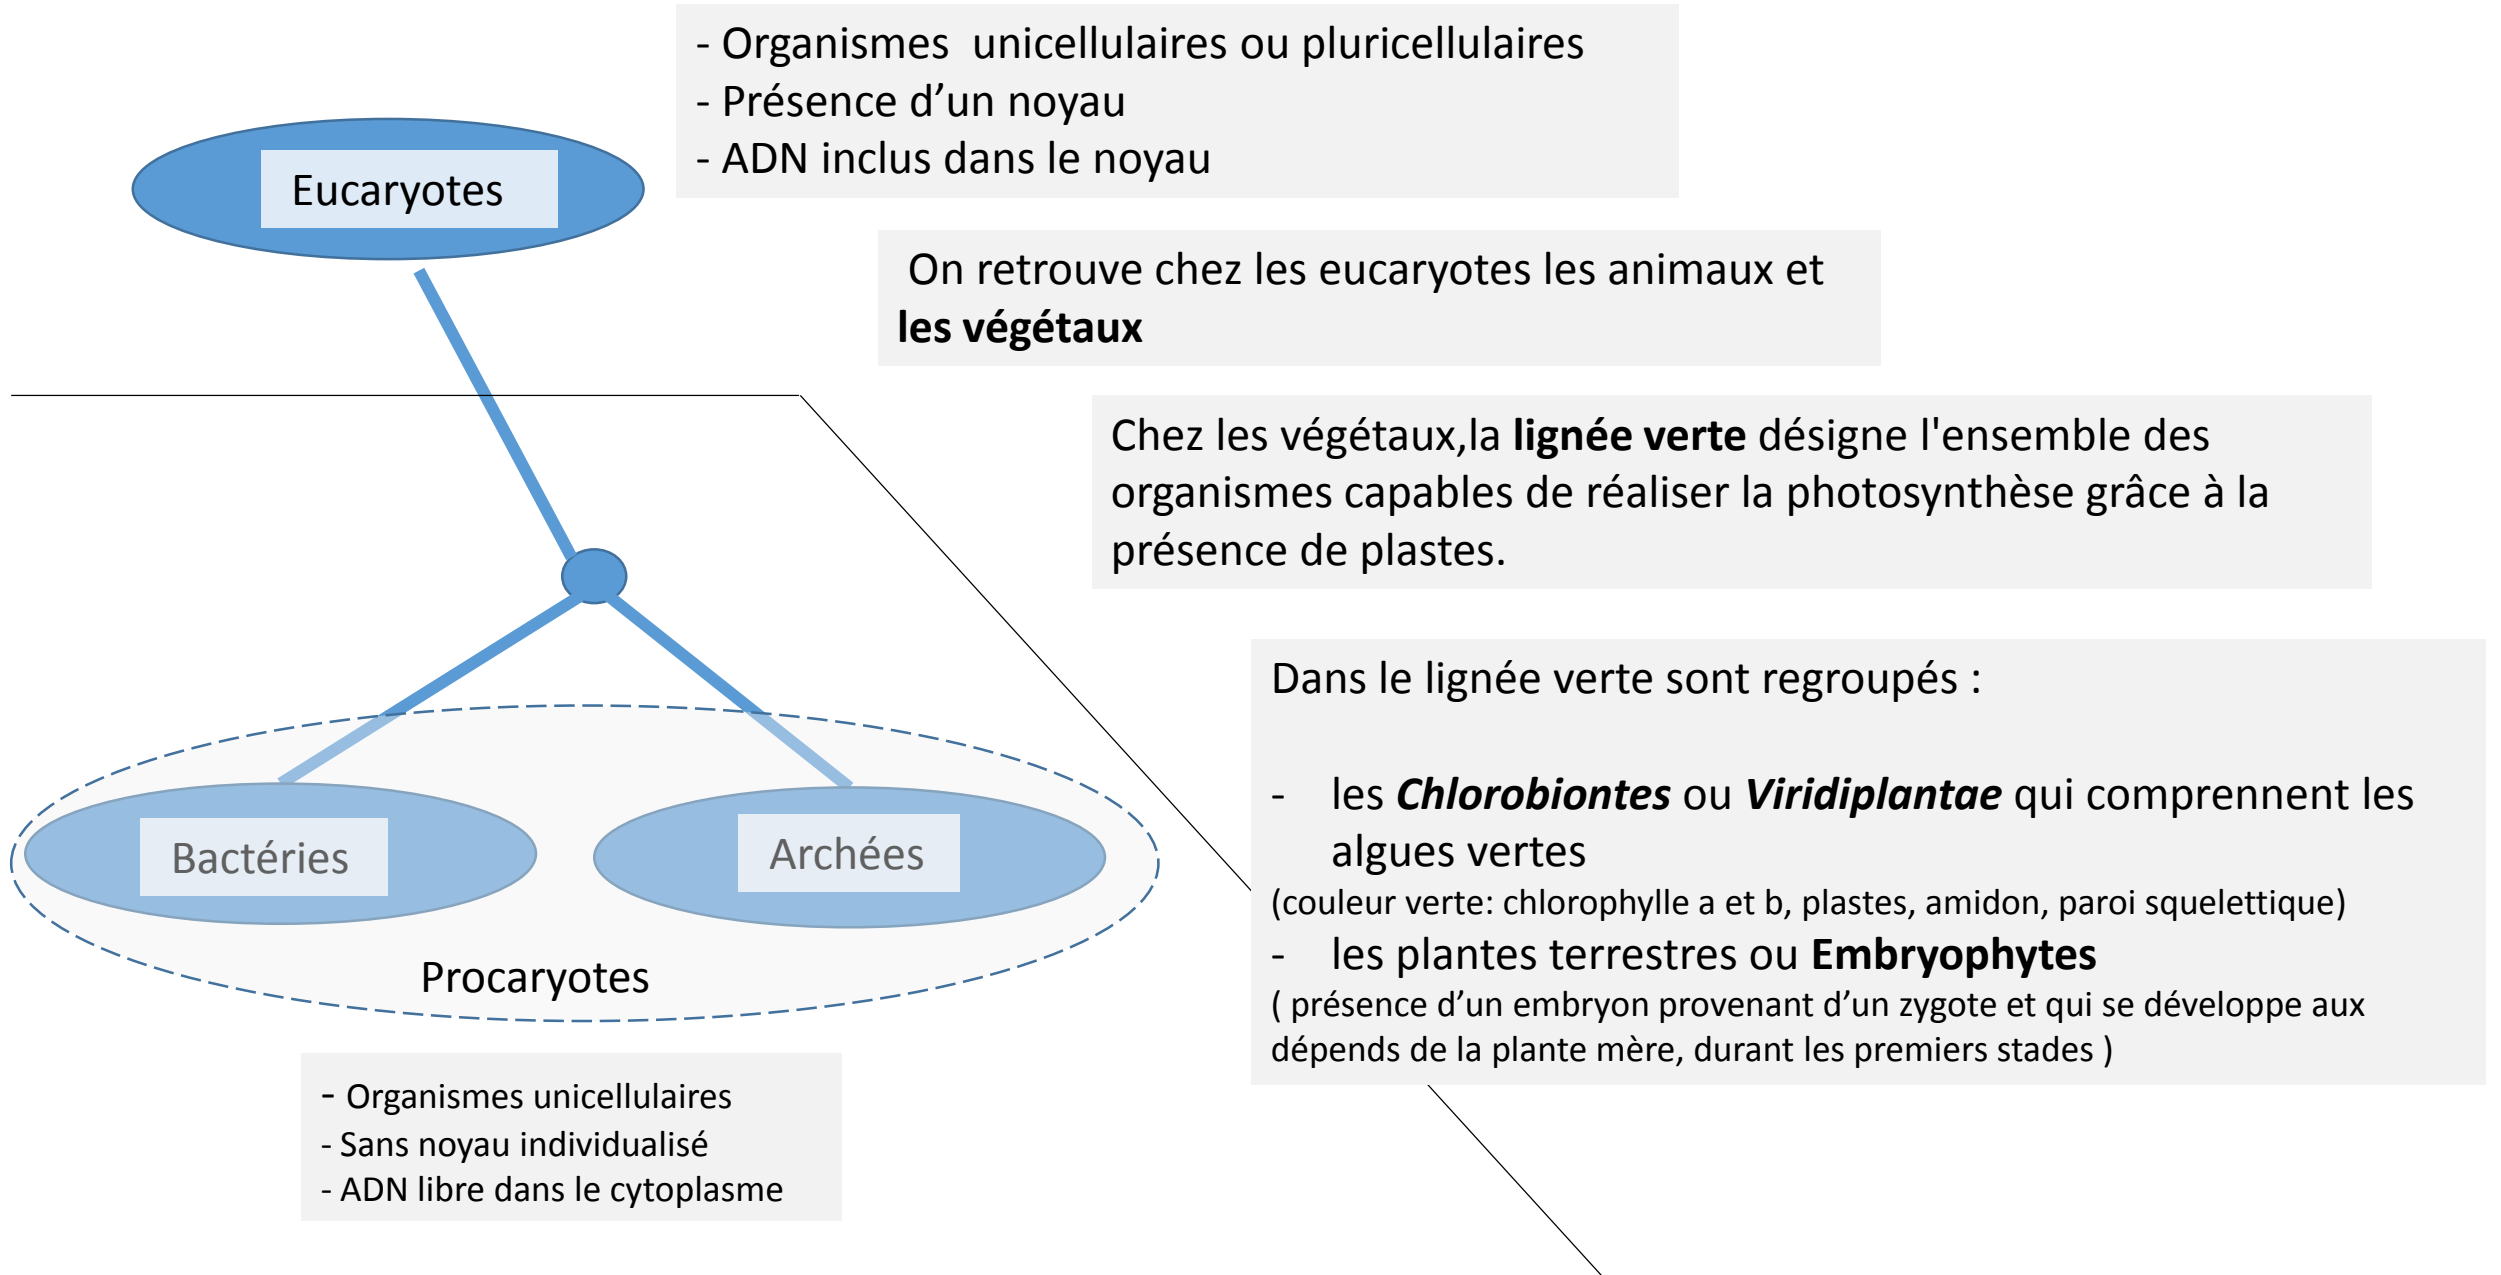 - Organismes  unicellulaires ou pluricellulaires
- Présence d’un noyau
- ADN inclus dans le noyau
Eucaryotes
On retrouve chez les eucaryotes les animaux et
les végétaux
Chez les végétaux,la lignée verte désigne l'ensemble des
organismes capables de réaliser la photosynthèse grâce à la
présence de plastes.
Dans le lignée verte sont regroupés :
- les Chlorobiontes ou Viridiplantae qui comprennent les
algues vertes
(couleur verte: chlorophylle a et b, plastes, amidon, paroi squelettique)
- les plantes terrestres ou Embryophytes
( présence d’un embryon provenant d’un zygote et qui se développe aux
dépends de la plante mère, durant les premiers stades )
Bactéries
Archées
Procaryotes
- Organismes unicellulaires
- Sans noyau individualisé
- ADN libre dans le cytoplasme